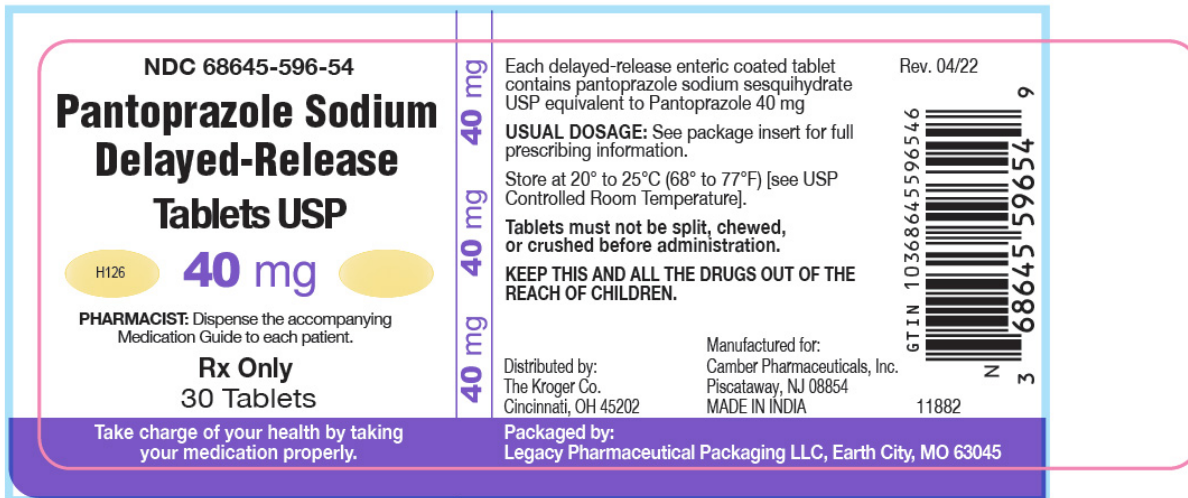 NDC 68645-596-54
Pantoprazole Sodium
Delayed-Release
Tablets USP
H126
40 mg
PHARMACIST: Dispense the accompanying
Medication Guide to each patient.
Rx Only
30 Tablets
Take charge of your health by taking
your medication properly.
40 mg
40 mg
40 mg
Each delayed-release enteric coated tablet
contains pantoprazole sodium sesquihydrate
USP equivalent to Pantoprazole 40 mg
USUAL DOSAGE: See package insert for full
prescribing information.
Store at 20° to 25°C (68° to 77°F) [see USP
Controlled Room Temperature].
Tablets must not be split, chewed,
or crushed before administration.
KEEP THIS AND ALL THE DRUGS OUT OF THE
REACH OF CHILDREN.
Distributed by:
The Kroger Co.
Cincinnati, OH 45202
Manufactured for:
Camber Pharmaceuticals, Inc.
Piscataway, NJ 08854
MADE IN INDIA
Packaged by:
Legacy Pharmaceutical Packaging LLC, Earth City, MO 63045
Rev. 04/22
GTIN 10368645596546
N
3 68645 59654 9
11882